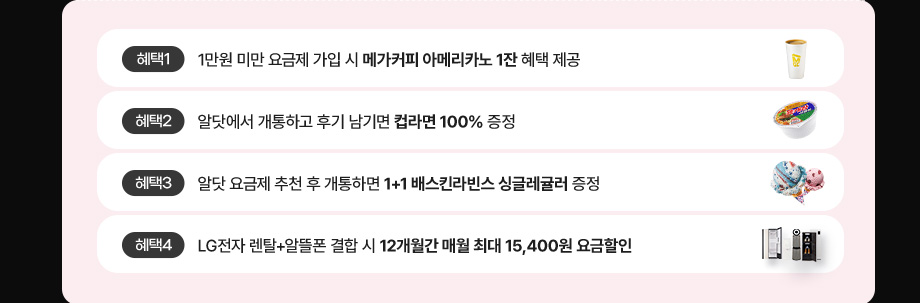 혜택1 1만원 미만 요금제 가입 시 메가커피 아메리카노 1잔 혜택 제공
혜택2 알닷에서 개통하고 후기 남기면 컵라면 100% 증정
혜택3 알닷 요금제 추천 후 개통하면 1+1 배스킨라빈스 싱글레귤러 증정
혜택4 LG전자 렌탈+알뜰폰 결합 시 12개월간 매월 최대 15,400원 요금할인